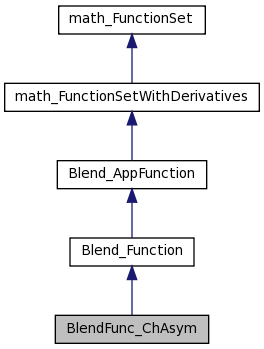 math_FunctionSet
math_FunctionSetWithDerivatives
Blend_AppFunction
Blend_Function
BlendFunc_ChAsym